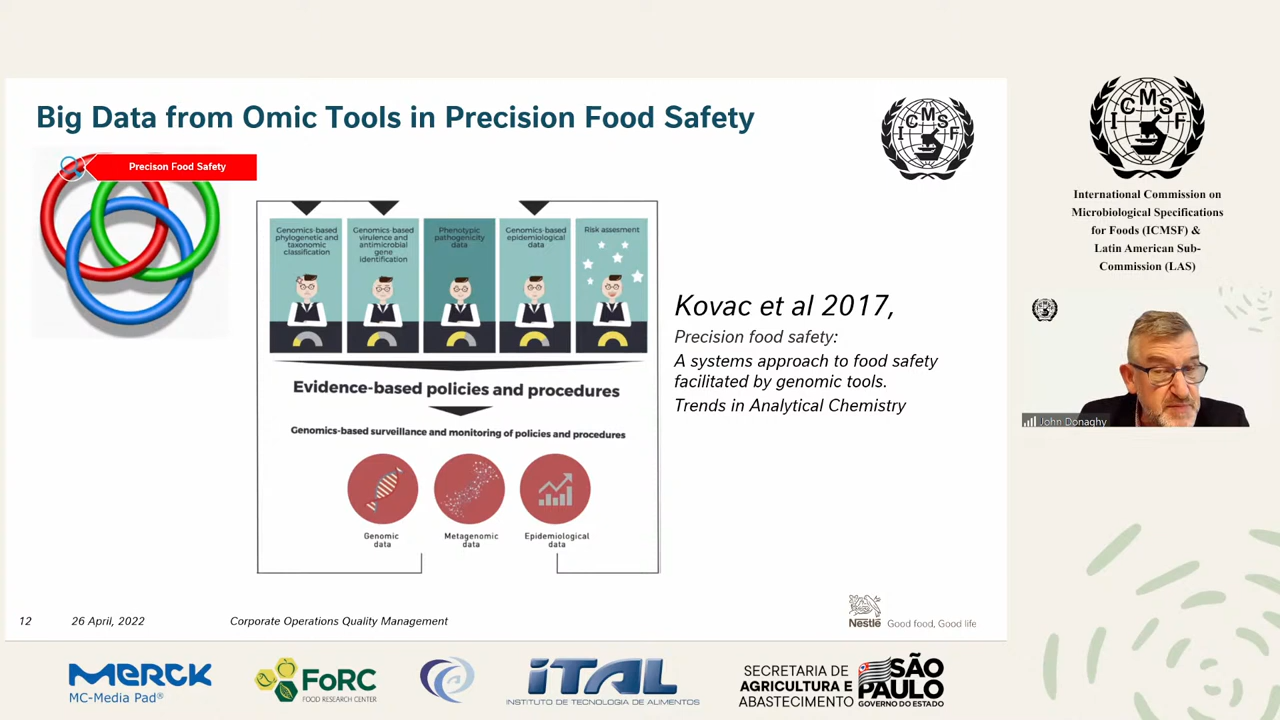 Big Data from Omic Tools in Precision Food Safety
Precison Food Safety
ICMSF
Genomics-based
phylogenetic and
taxonomic
classification
Genomics-based
virulence and
antimicrobial
gene
identification
Phenotypic
pathogenicity
data
Genomics-based
epidemiological
data
Risk assesment
Evidence-based policies and procedures
Genomics-based surveillance and monitoring of policies and procedures
Genomic
data
Metagenomic
data
Epidemiological
data
Kovac et al 2017,
Precision food safety:
A systems approach to food safety
facilitated by genomic tools.
Trends in Analytical Chemistry
12
26 April, 2022
Corporate Operations Quality Management
Nestlé
Good food, Good life
ICMSF
International Commission on
Microbiological Specifications
for Foods (ICMSF) &
Latin American Sub-
Commission (LAS)
John Donaghy
MERCK
MC-Media Pad®
FoRC
FOOD RESEARCH CENTER
iTAL
INSTITUTO DE TECNOLOGIA DE ALIMENTOS
SECRETARIA DE
AGRICULTURA E
ABASTECIMENTO
SÃO
PAULO
GOVERNO DO ESTADO